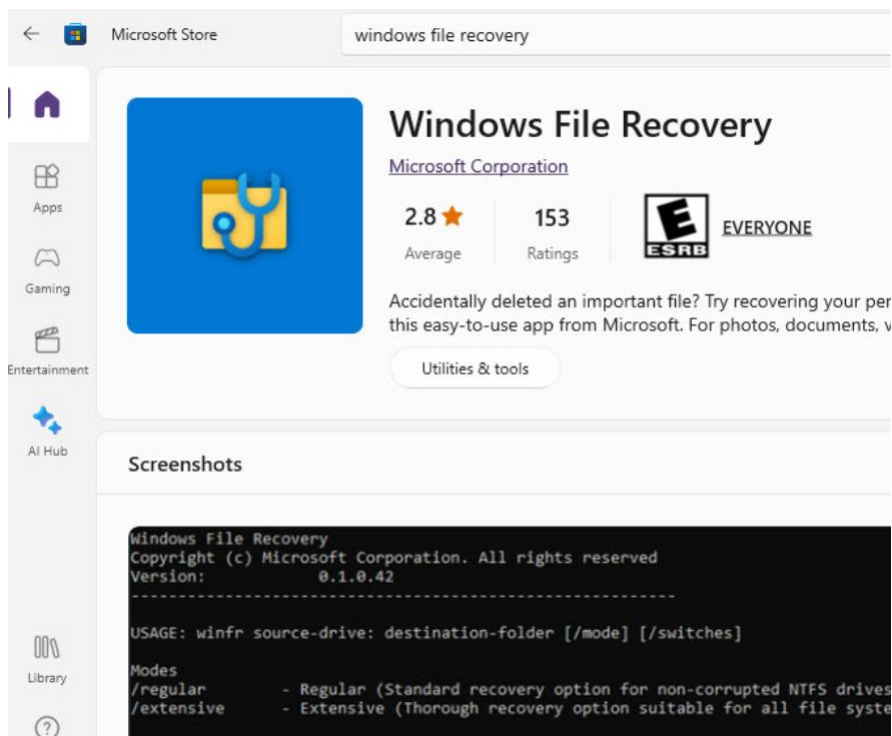 Microsoft Store
windows file recovery
Windows File Recovery
Microsoft Corporation
2.8
153
E
ESRB
EVERYONE
Average
Ratings
Accidentally deleted an important file? Try recovering your per
this easy-to-use app from Microsoft. For photos, documents, v
Utilities & tools
Apps
Gaming
Entertainment
AI Hub
Library
Screenshots
Windows File Recovery
Copyright (c) Microsoft Corporation. All rights reserved
Version: 0.1.0.42
---------------------------------------------------------
USAGE: winfr source-drive: destination-folder [/mode] [/switches]
Modes
/regular - Regular (Standard recovery option for non-corrupted NTFS drives
/extensive - Extensive (Thorough recovery option suitable for all file syste